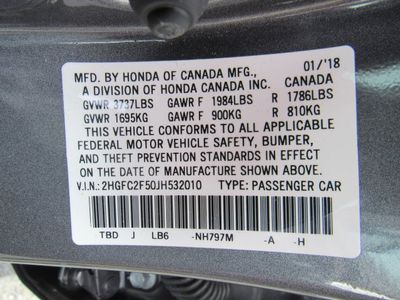 01/'18
MFD. BY HONDA OF CANADA MFG., CANADA
A DIVISION OF HONDA CANADA INC.
GVWR 3737LBS GAWR F 1984LBS R 1786LBS
GVWR 1695KG GAWR F 900KG R 810KG
THIS VEHICLE CONFORMS TO ALL APPLICABLE
FEDERAL MOTOR VEHICLE SAFETY, BUMPER,
AND THEFT PREVENTION STANDARDS IN EFFECT
ON THE DATE OF MANUFACTURE SHOWN ABOVE.
V.I.N.: 2HGFC2F50JH532010 TYPE: PASSENGER CAR
TBD J LB6 -NH797M -A -H